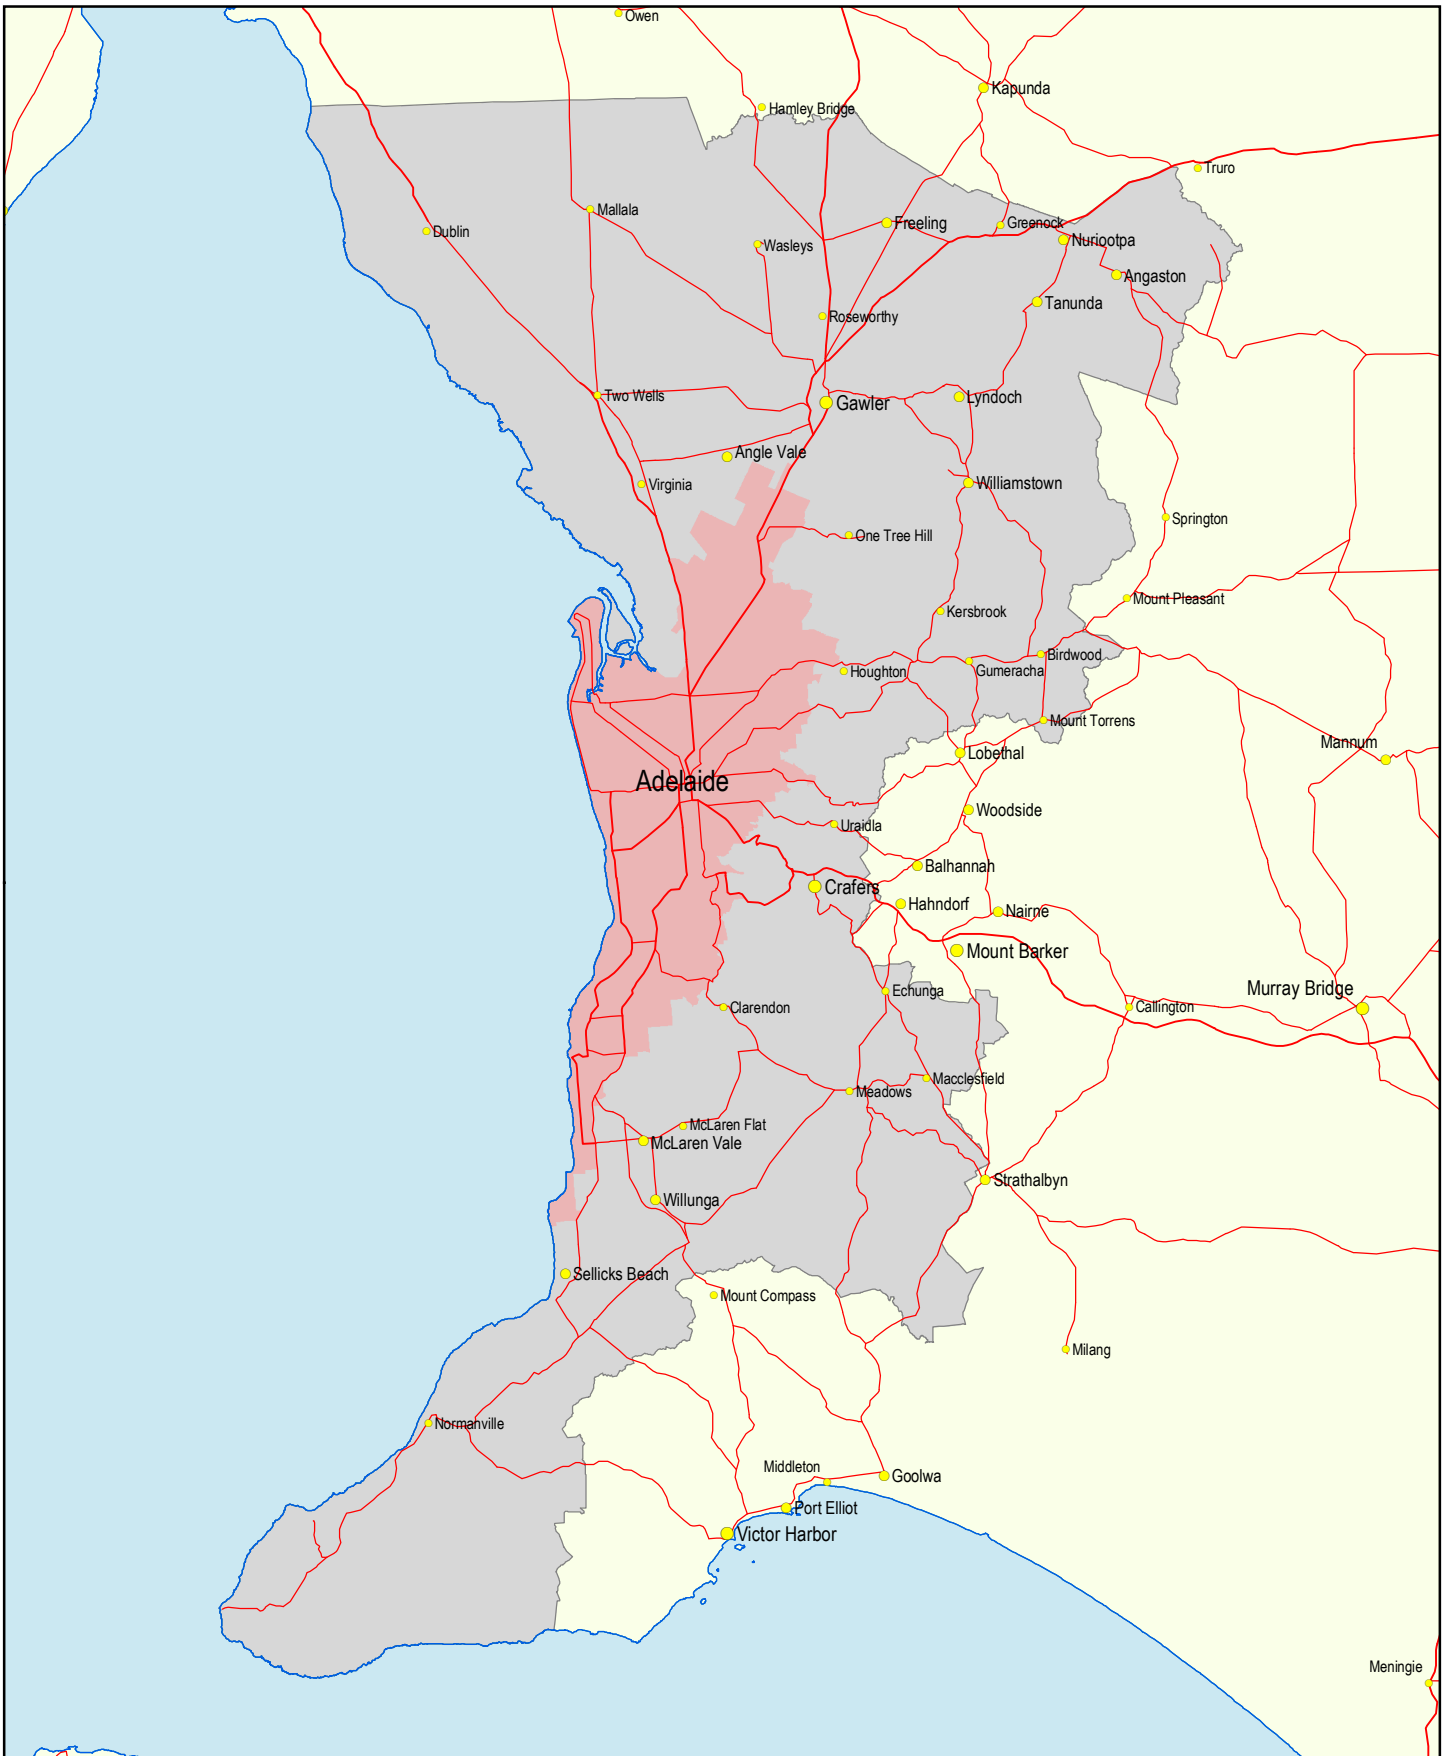 Owen
Kapunda
Hamley Bridge
Truro
Mallala
Dublin
Freeling
Greenock
Nuriootpa
Wasleys
Angaston
Tanunda
Roseworthy
Two Wells
Gawler
Lyndoch
Angle Vale
Virginia
Williamstown
Springton
One Tree Hill
Mount Pleasant
Kersbrook
Birdwood
Houghton
Gumeracha
Mount Torrens
Mannum
Lobethal
Adelaide
Woodside
Uraidla
Balhannah
Crafers
Hahndorf
Nairne
Mount Barker
Echunga
Murray Bridge
Clarendon
Callington
Macclesfield
Meadows
McLaren Flat
McLaren Vale
Strathalbyn
Willunga
Sellicks Beach
Mount Compass
Milang
Normanville
Middleton
Goolwa
Port Elliot
Victor Harbor
Meningie